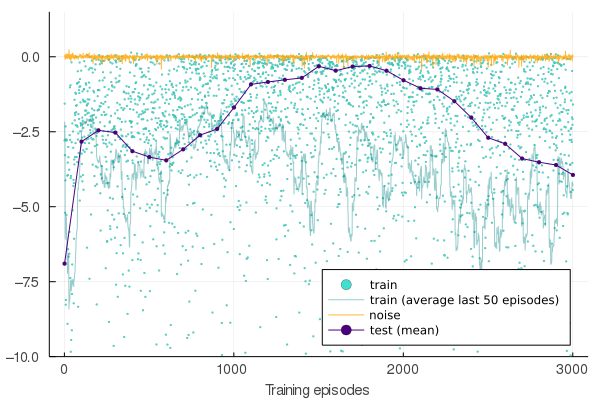 0.0
−2.5
−5.0
−7.5
−10.0
0
1000
2000
3000
Training episodes
train
train (average last 50 episodes)
noise
test (mean)